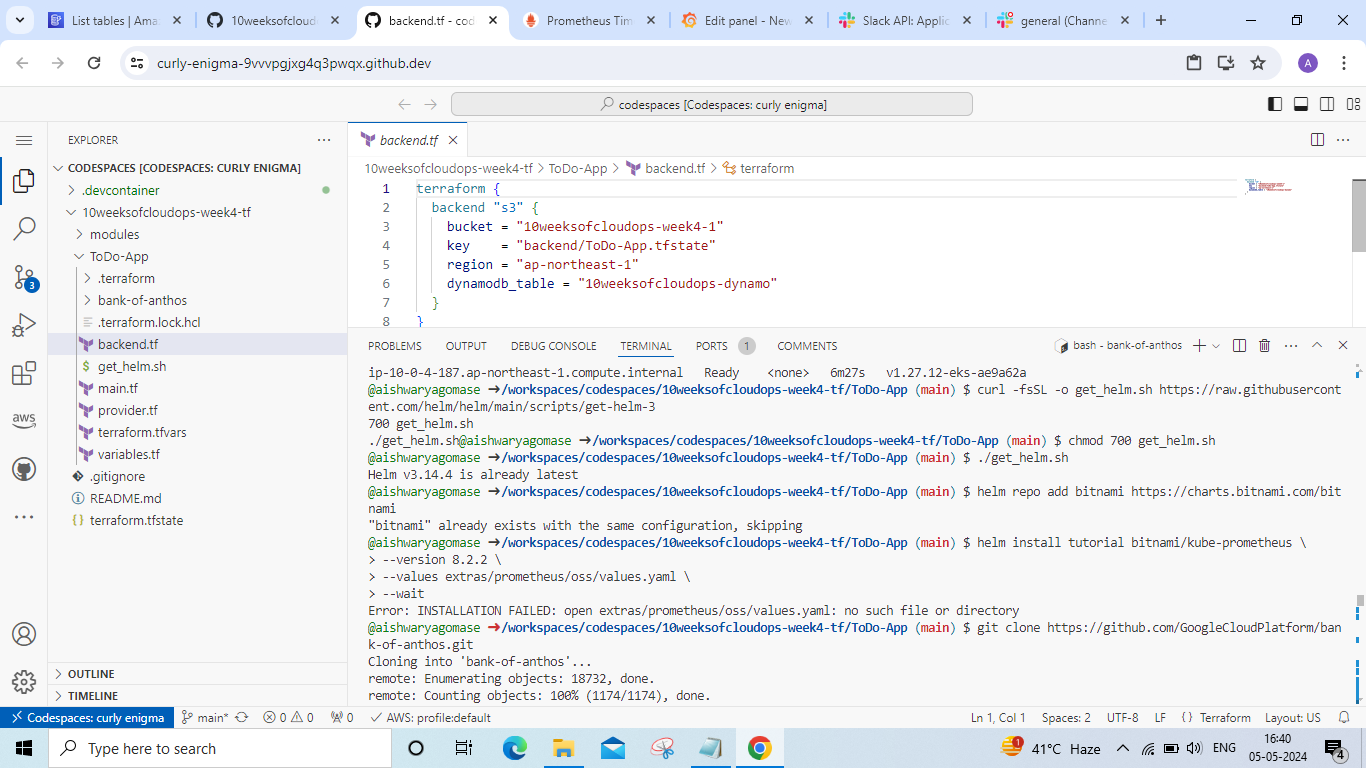 List tables | Ama
10weeksofcloud
backend.tf - cod
Prometheus Tim
Edit panel - New
Slack API: Applic
general (Channe
curly-enigma-9vvvpgjxg4q3pwqx.github.dev
A
codespaces [Codespaces: curly enigma]
EXPLORER
CODESPACES [CODESPACES: CURLY ENIGMA]
.devcontainer
10weeksofcloudops-week4-tf
modules
ToDo-App
.terraform
bank-of-anthos
.terraform.lock.hcl
backend.tf
$ get_helm.sh
main.tf
provider.tf
terraform.tfvars
variables.tf
.gitignore
README.md
{} terraform.tfstate
OUTLINE
TIMELINE
3
aws
backend.tf
10weeksofcloudops-week4-tf > ToDo-App > backend.tf > terraform
1 terraform {
2 backend "s3" {
3 bucket = "10weeksofcloudops-week4-1"
4 key    = "backend/ToDo-App.tfstate"
5 region = "ap-northeast-1"
6 dynamodb_table = "10weeksofcloudops-dynamo"
7 }
8 }
PROBLEMS OUTPUT DEBUG CONSOLE TERMINAL PORTS 1 COMMENTS
bash - bank-of-anthos
ip-10-0-4-187.ap-northeast-1.compute.internal   Ready    <none>   6m27s   v1.27.12-eks-ae9a62a
@aishwaryagomase ➜/workspaces/codespaces/10weeksofcloudops-week4-tf/ToDo-App (main) $ curl -fsSL -o get_helm.sh https://raw.githubusercont
ent.com/helm/helm/main/scripts/get-helm-3
700 get_helm.sh
./get_helm.sh@aishwaryagomase ➜/workspaces/codespaces/10weeksofcloudops-week4-tf/ToDo-App (main) $ chmod 700 get_helm.sh
@aishwaryagomase ➜/workspaces/codespaces/10weeksofcloudops-week4-tf/ToDo-App (main) $ ./get_helm.sh
Helm v3.14.4 is already latest
@aishwaryagomase ➜/workspaces/codespaces/10weeksofcloudops-week4-tf/ToDo-App (main) $ helm repo add bitnami https://charts.bitnami.com/bit
nami
"bitnami" already exists with the same configuration, skipping
@aishwaryagomase ➜/workspaces/codespaces/10weeksofcloudops-week4-tf/ToDo-App (main) $ helm install tutorial bitnami/kube-prometheus \
> --version 8.2.2 \
> --values extras/prometheus/oss/values.yaml \
> --wait
Error: INSTALLATION FAILED: open extras/prometheus/oss/values.yaml: no such file or directory
@aishwaryagomase ➜/workspaces/codespaces/10weeksofcloudops-week4-tf/ToDo-App (main) $ git clone https://github.com/GoogleCloudPlatform/ban
k-of-anthos.git
Cloning into 'bank-of-anthos'...
remote: Enumerating objects: 18732, done.
remote: Counting objects: 100% (1174/1174), done.
Codespaces: curly enigma main* 0 0 0 AWS: profile:default Ln 1, Col 1 Spaces: 2 UTF-8 LF {} Terraform Layout: US
Type here to search
1 41°C Haze ENG
16:40
05-05-2024
4